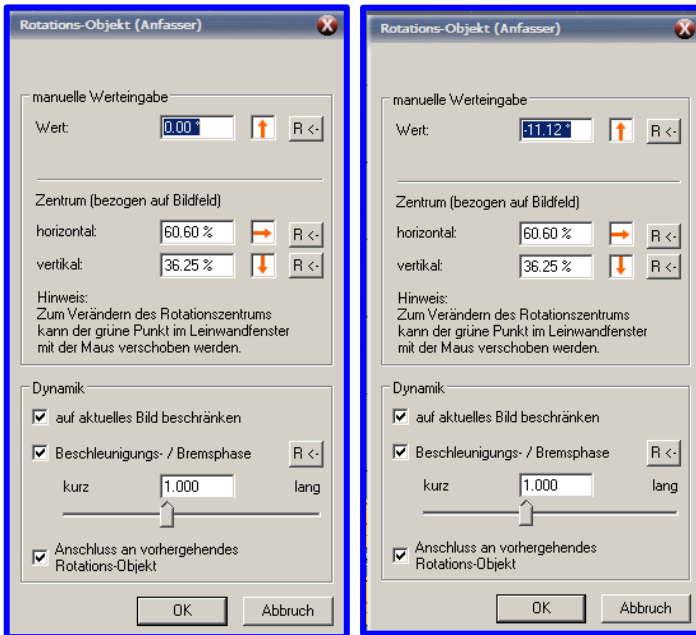 Rotations-Objekt (Anfasser)
manuelle Werteingabe
Wert: 0.00 ° R <-
Zentrum (bezogen auf Bildfeld)
horizontal: 60.60 % R <-
vertikal: 36.25 % R <-
Hinweis:
Zum Verändern des Rotationszentrums
kann der grüne Punkt im Leinwandfenster
mit der Maus verschoben werden.
Dynamik
auf aktuelles Bild beschränken
Beschleunigungs- / Bremsphase R <-
kurz 1.000 lang
Anschluss an vorhergehendes
Rotations-Objekt
OK Abbruch
Rotations-Objekt (Anfasser)
manuelle Werteingabe
Wert: -11.12 ° R <-
Zentrum (bezogen auf Bildfeld)
horizontal: 60.60 % R <-
vertikal: 36.25 % R <-
Hinweis:
Zum Verändern des Rotationszentrums
kann der grüne Punkt im Leinwandfenster
mit der Maus verschoben werden.
Dynamik
auf aktuelles Bild beschränken
Beschleunigungs- / Bremsphase R <-
kurz 1.000 lang
Anschluss an vorhergehendes
Rotations-Objekt
OK Abbruch